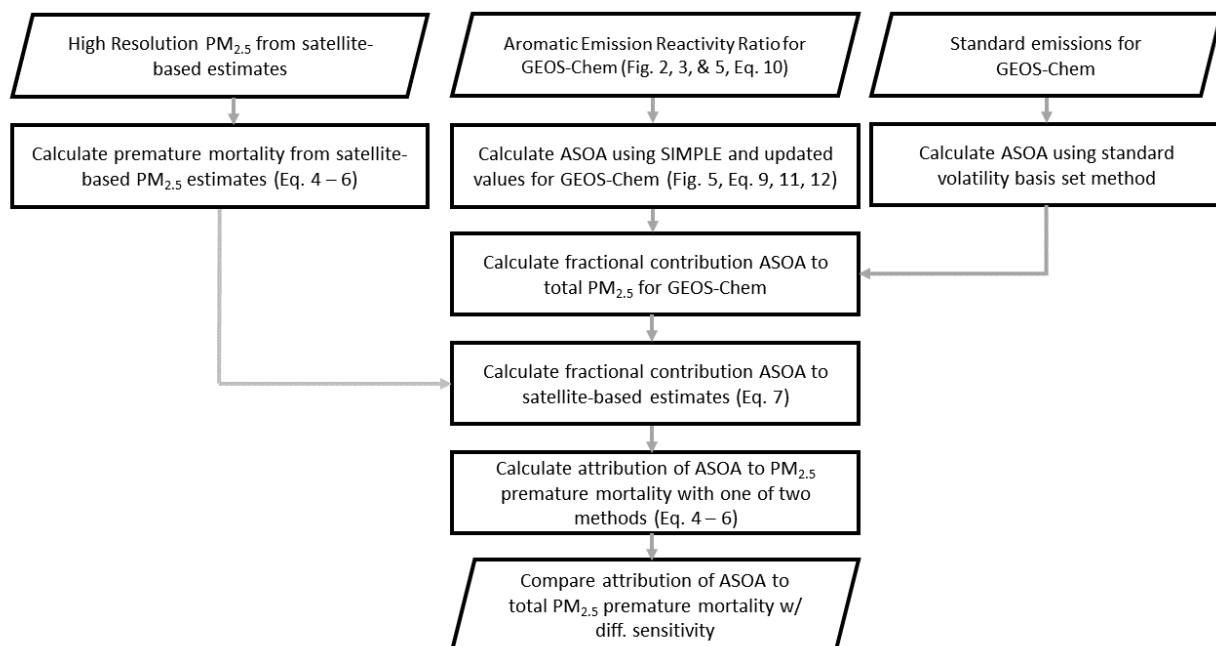 High Resolution PM2.5 from satellite-
based estimates
Aromatic Emission Reactivity Ratio for
GEOS-Chem (Fig. 2, 3, & 5, Eq. 10)
Standard emissions for
GEOS-Chem
Calculate premature mortality from satellite-
based PM2.5 estimates (Eq. 4 – 6)
Calculate ASOA using SIMPLE and updated
values for GEOS-Chem (Fig. 5, Eq. 9, 11, 12)
Calculate ASOA using standard
volatility basis set method
Calculate fractional contribution ASOA to
total PM2.5 for GEOS-Chem
Calculate fractional contribution ASOA to
satellite-based estimates (Eq. 7)
Calculate attribution of ASOA to PM2.5
premature mortality with one of two
methods (Eq. 4 – 6)
Compare attribution of ASOA to
total PM2.5 premature mortality w/
diff. sensitivity